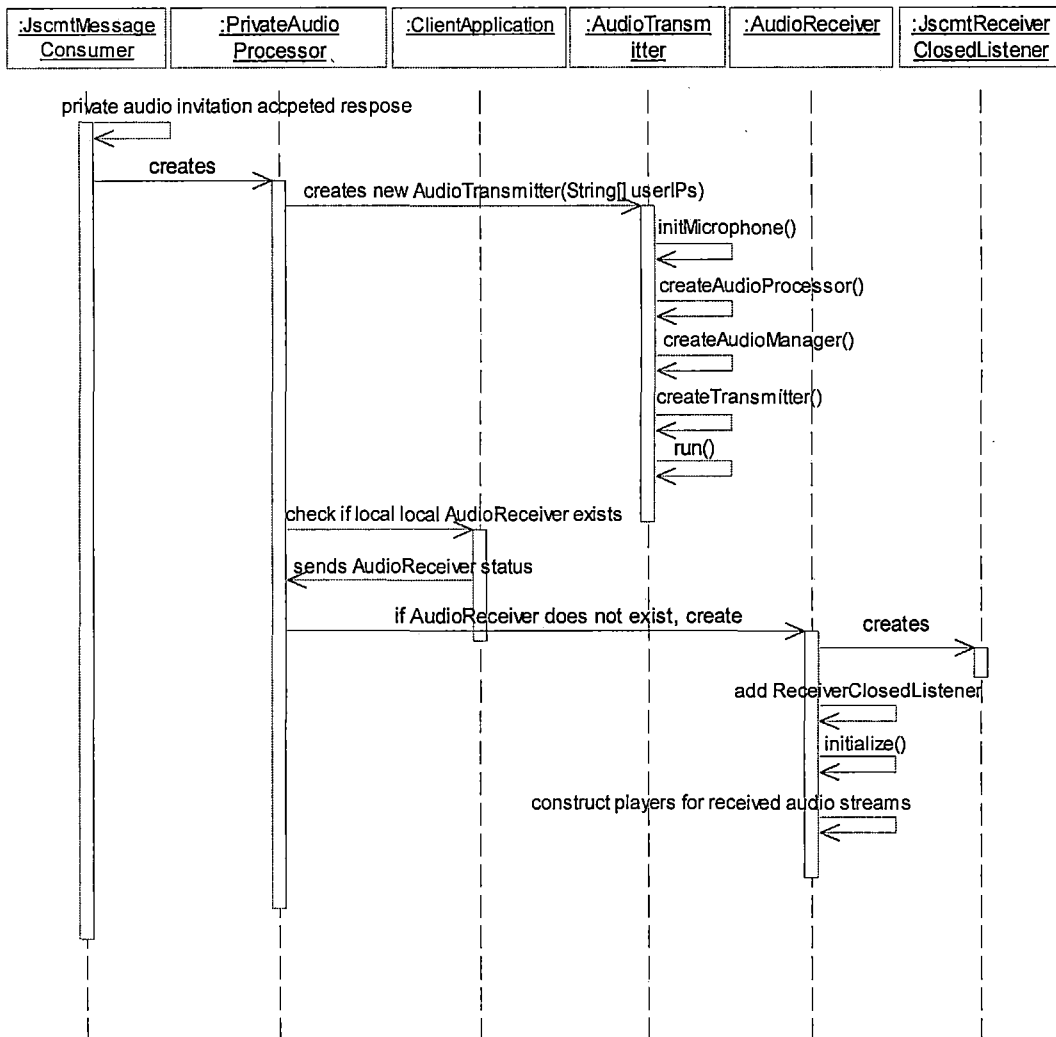 :JscmtMessage
Consumer
:PrivateAudio
Processor
:ClientApplication
:AudioTransm
itter
:AudioReceiver
:JscmtReceiver
ClosedListener
private audio invitation accpeted respose
creates
creates new AudioTransmitter(String[] userIPs)
initMicrophone()
createAudioProcessor()
createAudioManager()
createTransmitter()
run()
check if local local AudioReceiver exists
sends AudioReceiver status
if AudioReceiver does not exist, create
creates
add ReceiverClosedListener
initialize()
construct players for received audio streams